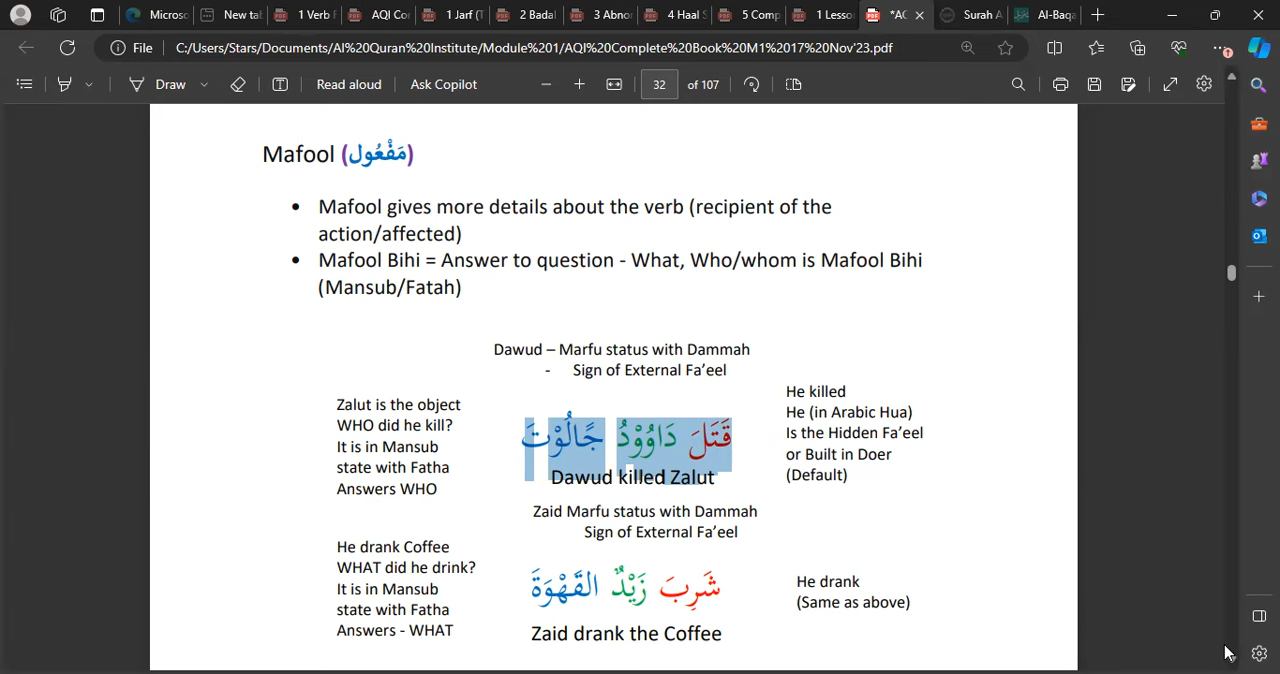 Microso
New tal
1 Verb f
AQI Co
1 Jarf (T
2 Badal
3 Abnor
4 Haal S
5 Comp
1 Lesso
*AQ
Surah A
Al-Baqa
File
C:/Users/Stars/Documents/Al%20Quran%20Institute/Module%201/AQI%20Complete%20Book%20M1%2017%20Nov'23.pdf
Draw
Read aloud
Ask Copilot
32
of 107
Mafool (مَفْعُول)
• Mafool gives more details about the verb (recipient of the
action/affected)
• Mafool Bihi = Answer to question - What, Who/whom is Mafool Bihi
(Mansub/Fatah)
Dawud – Marfu status with Dammah
- Sign of External Fa’eel
Zalut is the object
WHO did he kill?
It is in Mansub
state with Fatha
Answers WHO
قَتَلَ دَاوُوْدُ جًالُوْتَ
Dawud killed Zalut
He killed
He (in Arabic Hua)
Is the Hidden Fa’eel
or Built in Doer
(Default)
Zaid Marfu status with Dammah
Sign of External Fa’eel
He drank Coffee
WHAT did he drink?
It is in Mansub
state with Fatha
Answers - WHAT
شَرِبَ زَيْدٌ القَهْوَةَ
Zaid drank the Coffee
He drank
(Same as above)